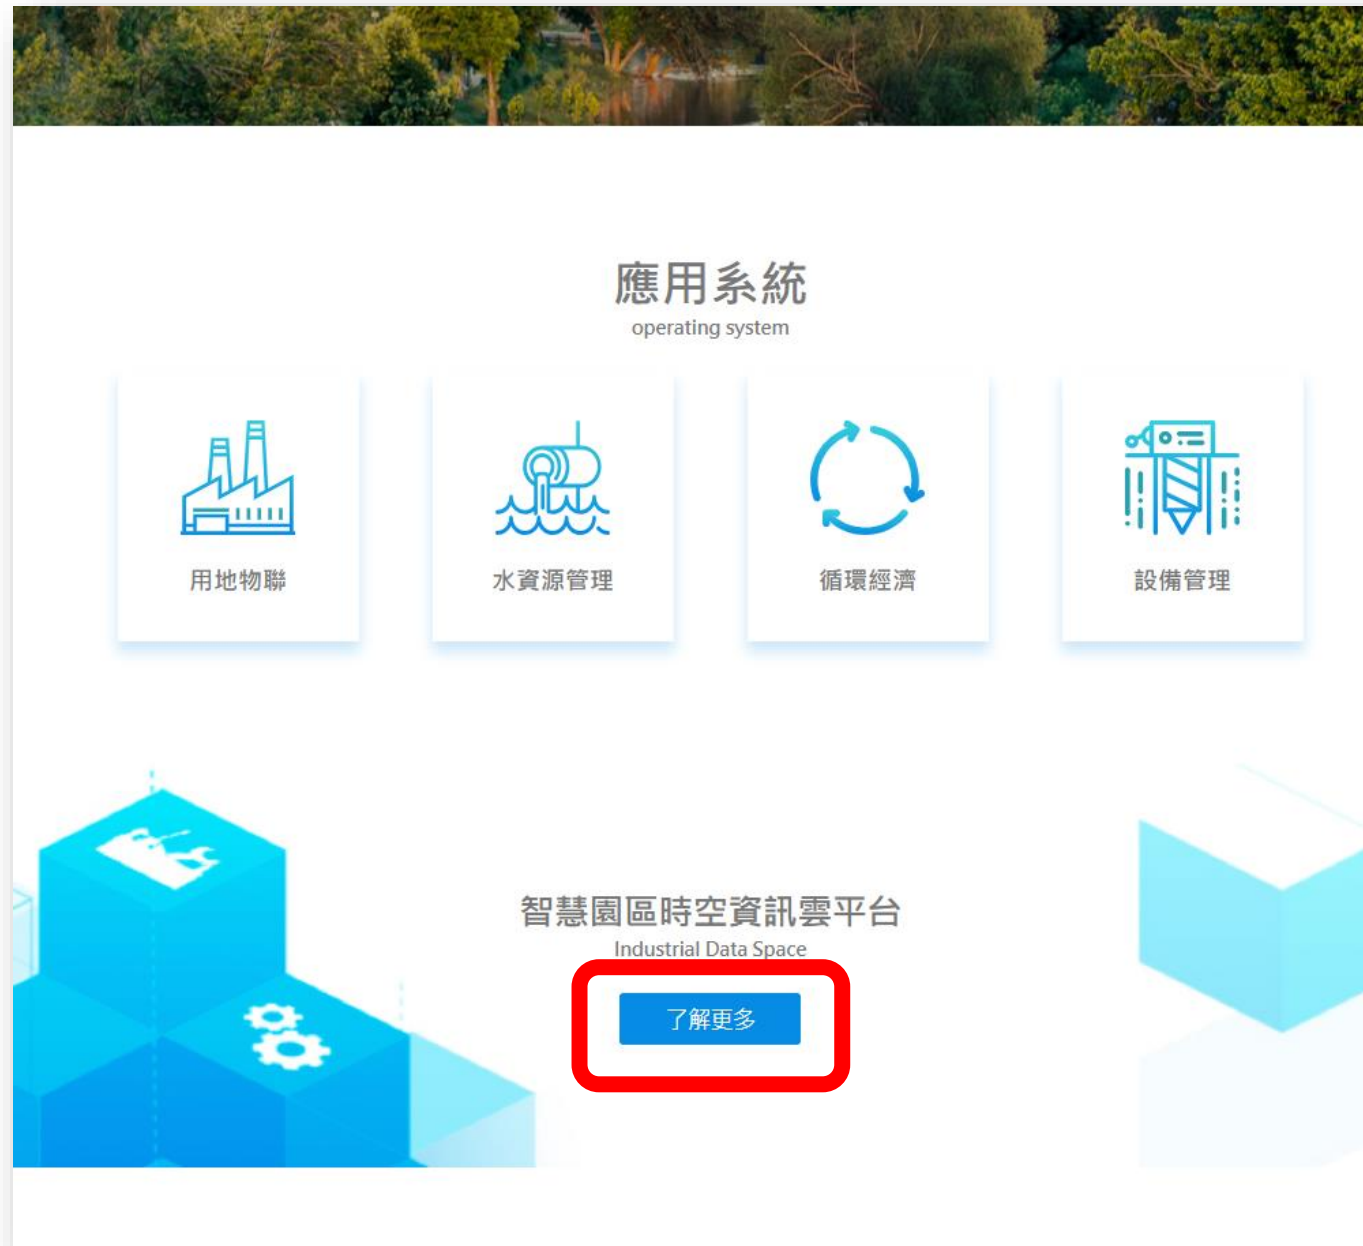 應用系統
operating system
用地物聯
水資源管理
循環經濟
設備管理
智慧園區時空資訊雲平台
Industrial Data Space
了解更多